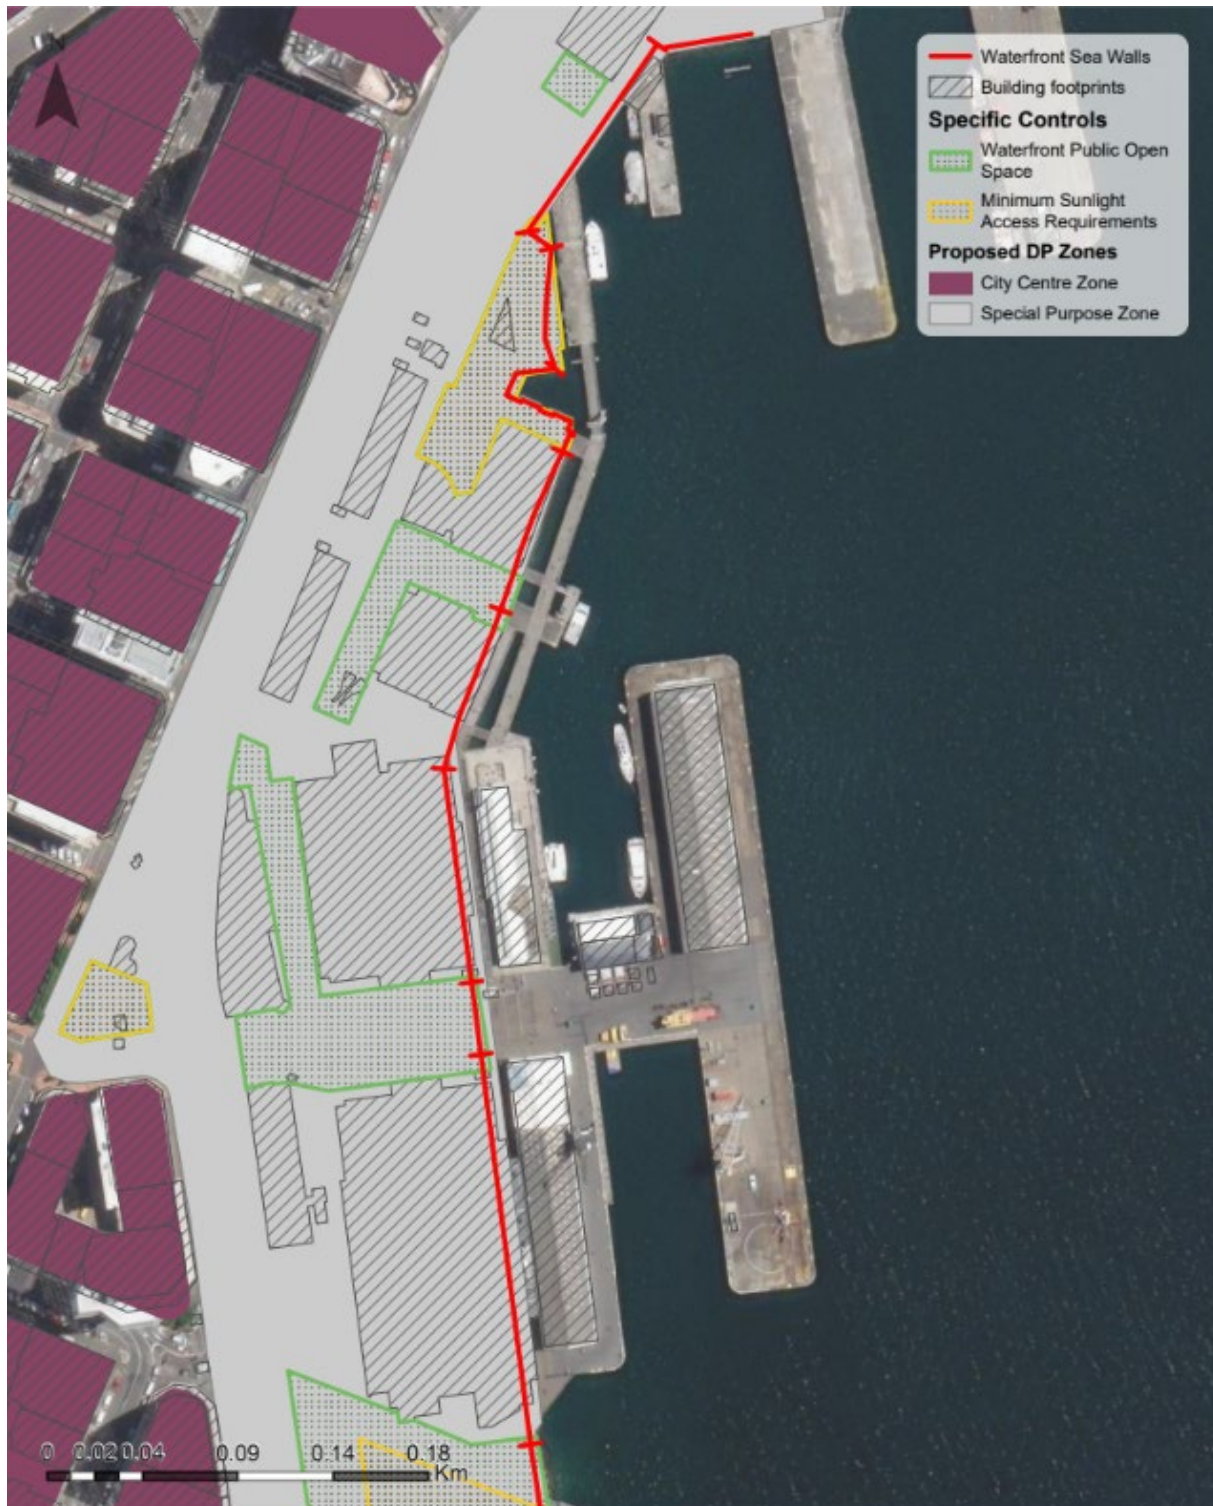 N
Waterfront Sea Walls
Building footprints
Specific Controls
Waterfront Public Open
Space
Minimum Sunlight
Access Requirements
Proposed DP Zones
City Centre Zone
Special Purpose Zone
0 0.02 0.04 0.09 0.14 0.18
Km